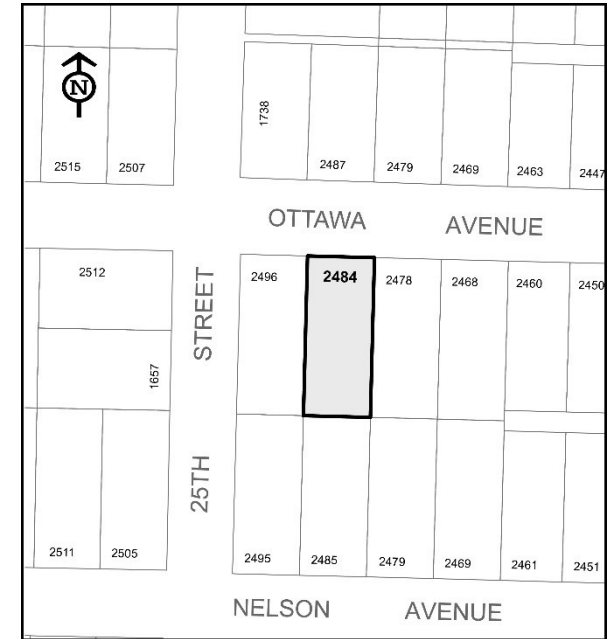 N
1738
2515 2507 2487 2479 2469 2463 2447
OTTAWA AVENUE
2512 2496 2484 2478 2468 2460 2450
25TH STREET
1657
2511 2505 2495 2485 2479 2469 2461 2451
NELSON AVENUE